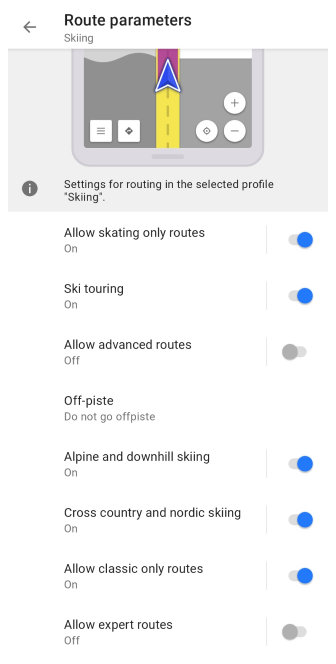 Route parameters
Skiing
Settings for routing in the selected profile
"Skiing".
Allow skating only routes
On
Ski touring
On
Allow advanced routes
Off
Off-piste
Do not go offpiste
Alpine and downhill skiing
On
Cross country and nordic skiing
On
Allow classic only routes
On
Allow expert routes
Off